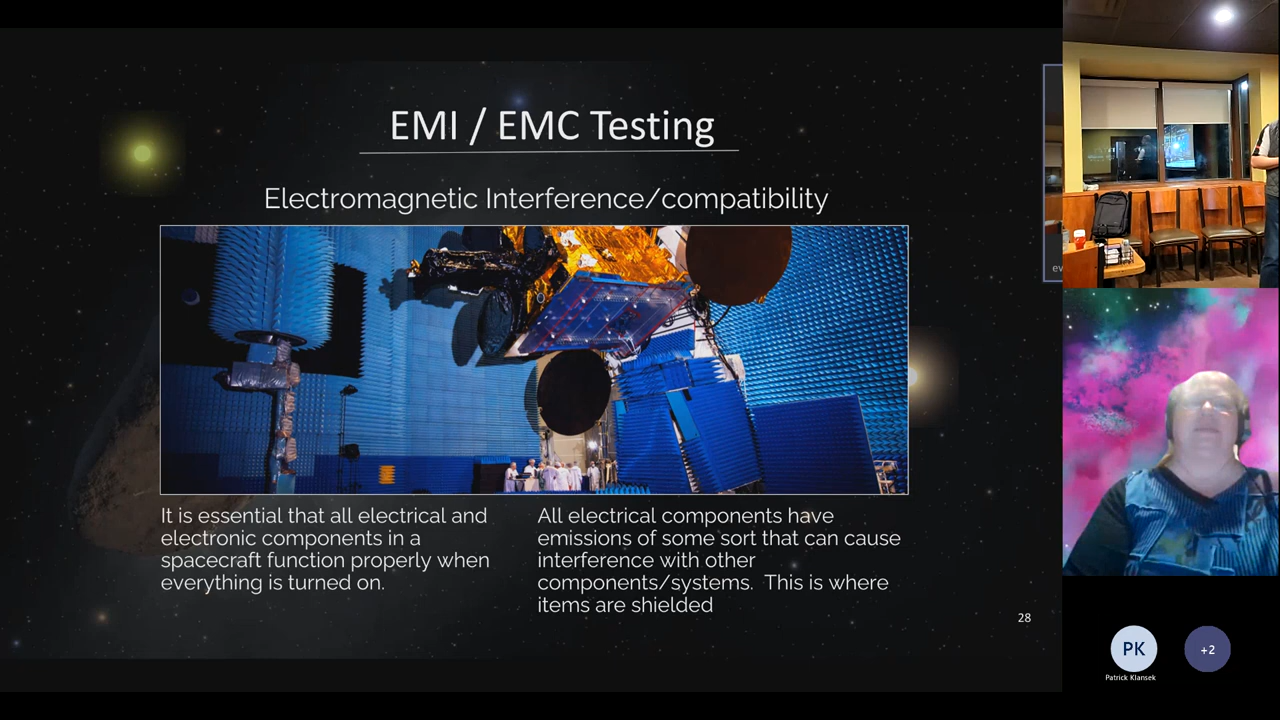 EMI / EMC Testing
Electromagnetic Interference/compatibility
It is essential that all electrical and
electronic components in a
spacecraft function properly when
everything is turned on.
All electrical components have
emissions of some sort that can cause
interference with other
components/systems.  This is where
items are shielded
28
ev
PK
Patrick Klansek
+2